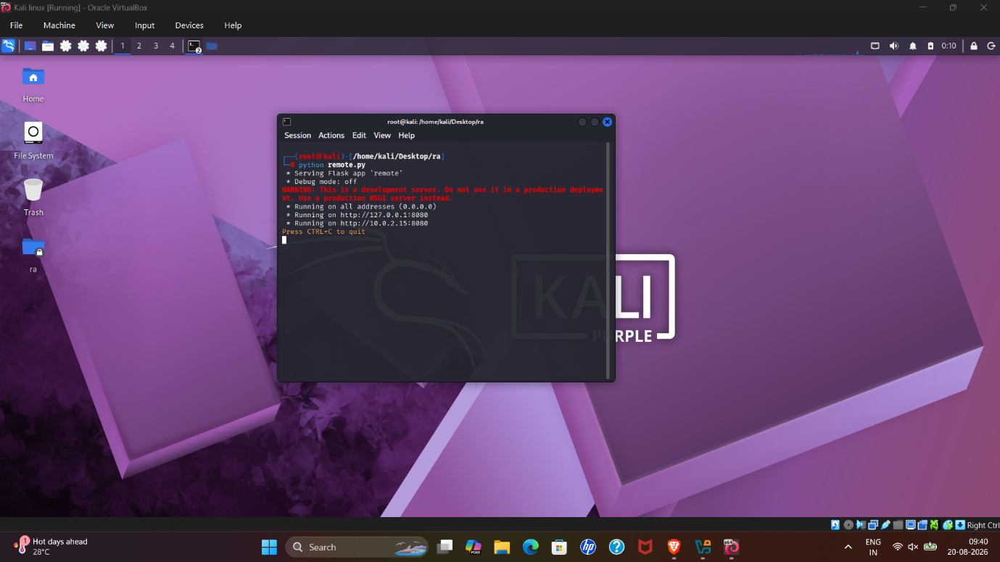 Kali linux [Running] - Oracle VirtualBox
File Machine View Input Devices Help
1 2 3 4 2 0:10
Home
File System
Trash
ra
root@kali: /home/kali/Desktop/ra
Session Actions Edit View Help
┌──(root㉿kali)-[/home/kali/Desktop/ra]
└─# python remote.py
* Serving Flask app 'remote'
* Debug mode: off
WARNING: This is a development server. Do not use it in a production deployme
nt. Use a production WSGI server instead.
* Running on all addresses (0.0.0.0)
* Running on http://127.0.0.1:8080
* Running on http://10.0.2.15:8080
Press CTRL+C to quit
KALI
PURPLE
Right Ctrl
1 Hot days ahead
28°C
Search
ENG
IN
09:40
20-08-2026